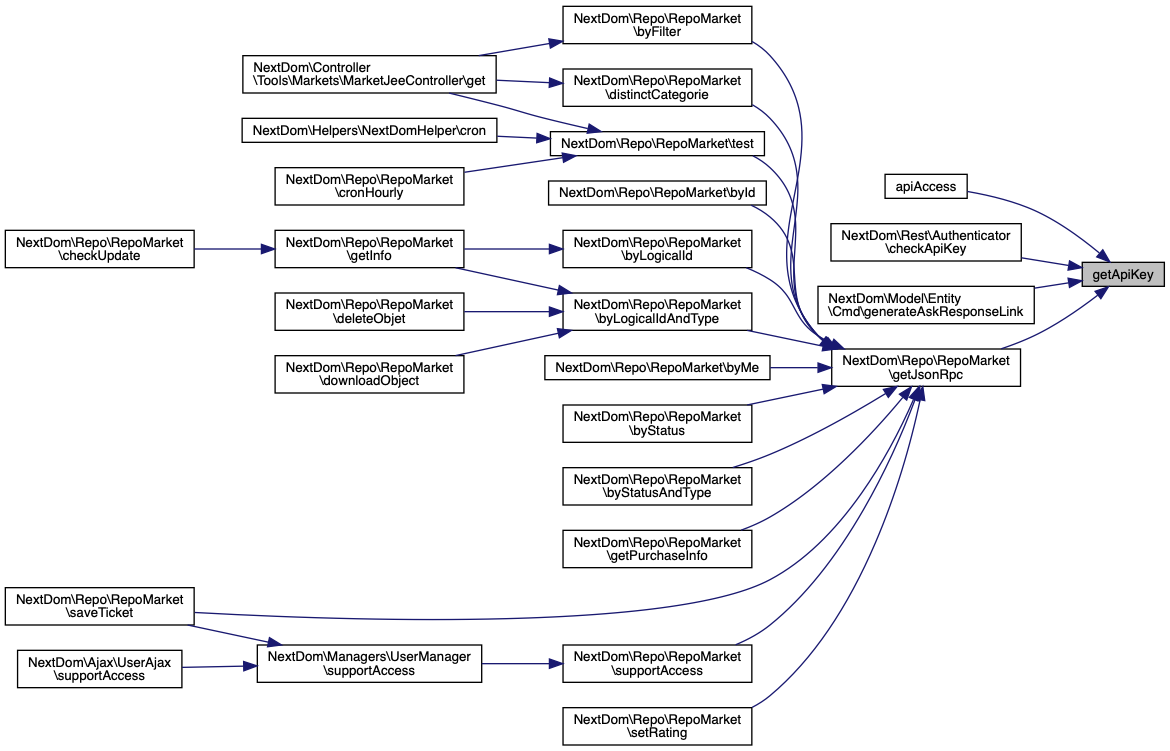 NextDom\Repo\RepoMarket
\byFilter
NextDom\Controller
\Tools\Markets\MarketJeeController\get
NextDom\Repo\RepoMarket
\distinctCategorie
NextDom\Helpers\NextDomHelper\cron
NextDom\Repo\RepoMarket\test
NextDom\Repo\RepoMarket
\cronHourly
NextDom\Repo\RepoMarket\byId
apiAccess
NextDom\Repo\RepoMarket
\checkUpdate
NextDom\Repo\RepoMarket
\getInfo
NextDom\Repo\RepoMarket
\byLogicalId
NextDom\Rest\Authenticator
\checkApiKey
getApiKey
NextDom\Repo\RepoMarket
\deleteObjet
NextDom\Repo\RepoMarket
\byLogicalIdAndType
NextDom\Model\Entity
\Cmd\generateAskResponseLink
NextDom\Repo\RepoMarket
\downloadObject
NextDom\Repo\RepoMarket\byMe
NextDom\Repo\RepoMarket
\getJsonRpc
NextDom\Repo\RepoMarket
\byStatus
NextDom\Repo\RepoMarket
\byStatusAndType
NextDom\Repo\RepoMarket
\getPurchaseInfo
NextDom\Repo\RepoMarket
\saveTicket
NextDom\Ajax\UserAjax
\supportAccess
NextDom\Managers\UserManager
\supportAccess
NextDom\Repo\RepoMarket
\supportAccess
NextDom\Repo\RepoMarket
\setRating